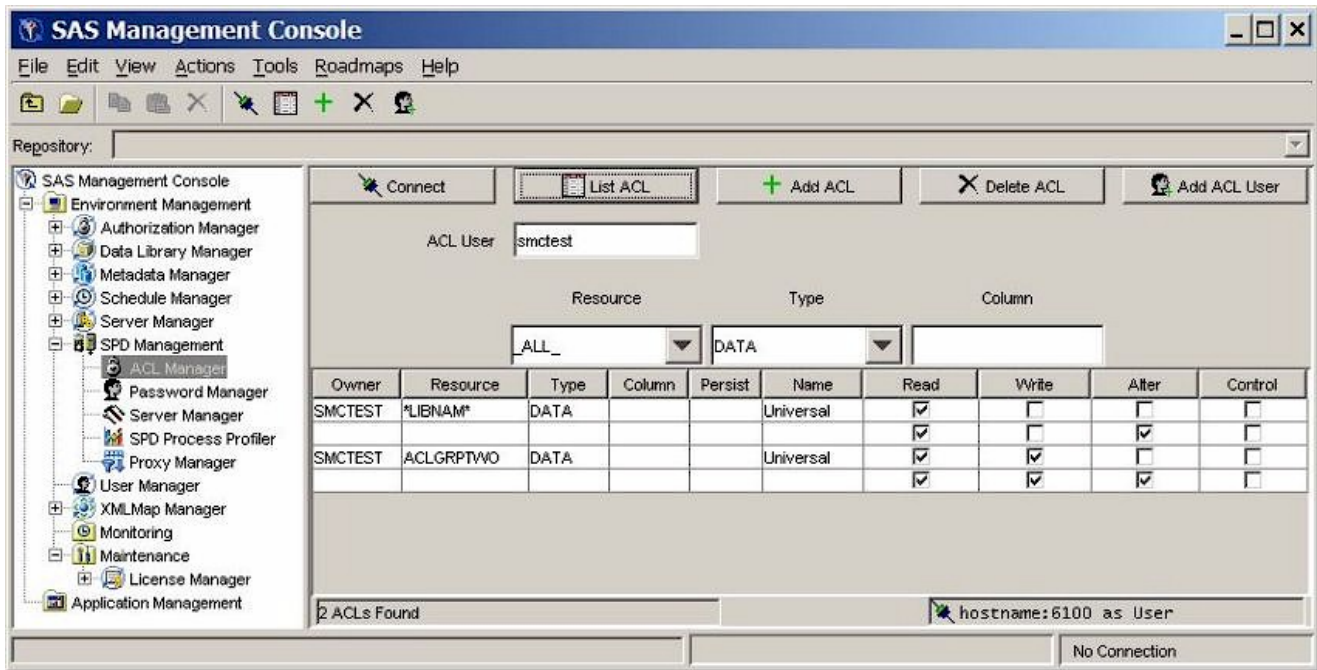 SAS Management Console
File Edit View Actions Tools Roadmaps Help
Repository:
SAS Management Console
Environment Management
Authorization Manager
Data Library Manager
Metadata Manager
Schedule Manager
Server Manager
SPD Management
ACL Manager
Password Manager
Server Manager
SPD Process Profiler
Proxy Manager
User Manager
XMLMap Manager
Monitoring
Maintenance
License Manager
Application Management
Connect List ACL Add ACL Delete ACL Add ACL User
ACL User smctest
Resource Type Column
_ALL_ DATA
Owner Resource Type Column Persist Name Read Write Alter Control
SMCTEST *LIBNAM* DATA Universal
SMCTEST ACLGRPTWO DATA Universal
2 ACLs Found hostname:6100 as User
No Connection